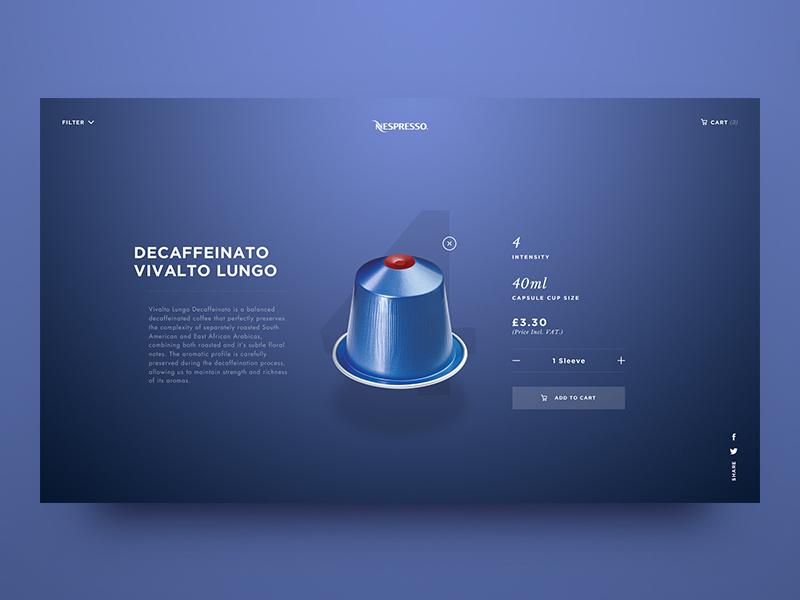 FILTER
NESPRESSO.
CART (3)
4
DECAFFEINATO
VIVALTO LUNGO
Vivalto Lungo Decaffeinato is a balanced
decaffeinated coffee that perfectly preserves
the complexity of separately roasted South
American and East African Arabicas,
combining both roasted and it's subtle floral
notes. The aromatic profile is carefully
preserved during the decaffeination process,
allowing us to maintain strength and richness
of its aromas.
4
INTENSITY
40ml
CAPSULE CUP SIZE
£3.30
(Price Incl. VAT.)
— 1 Sleeve +
ADD TO CART
SHARE